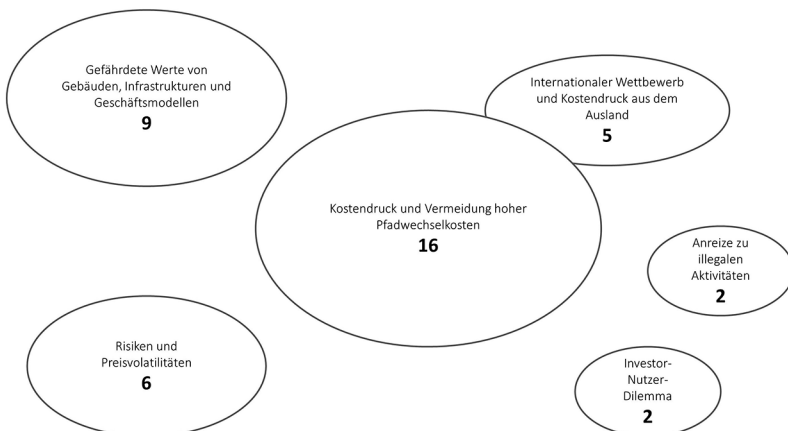 Gefährdete Werte von
Gebäuden, Infrastrukturen und
Geschäftsmodellen
9
Internationaler Wettbewerb
und Kostendruck aus dem
Ausland
5
Kostendruck und Vermeidung hoher
Pfadwechselkosten
16
Anreize zu
illegalen
Aktivitäten
2
Risiken und
Preisvolatilitäten
6
Investor-
Nutzer-
Dilemma
2